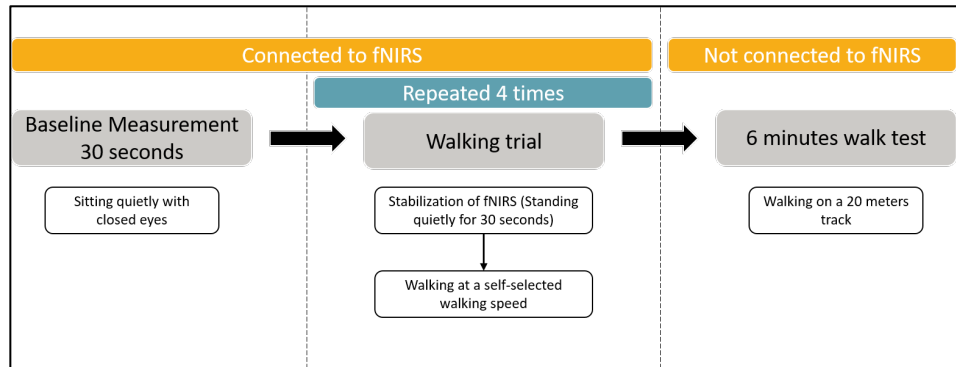 Connected to fNIRS
Not connected to fNIRS
Repeated 4 times
Baseline Measurement
30 seconds
Walking trial
6 minutes walk test
Sitting quietly with
closed eyes
Stabilization of fNIRS (Standing
quietly for 30 seconds)
Walking on a 20 meters
track
Walking at a self-selected
walking speed